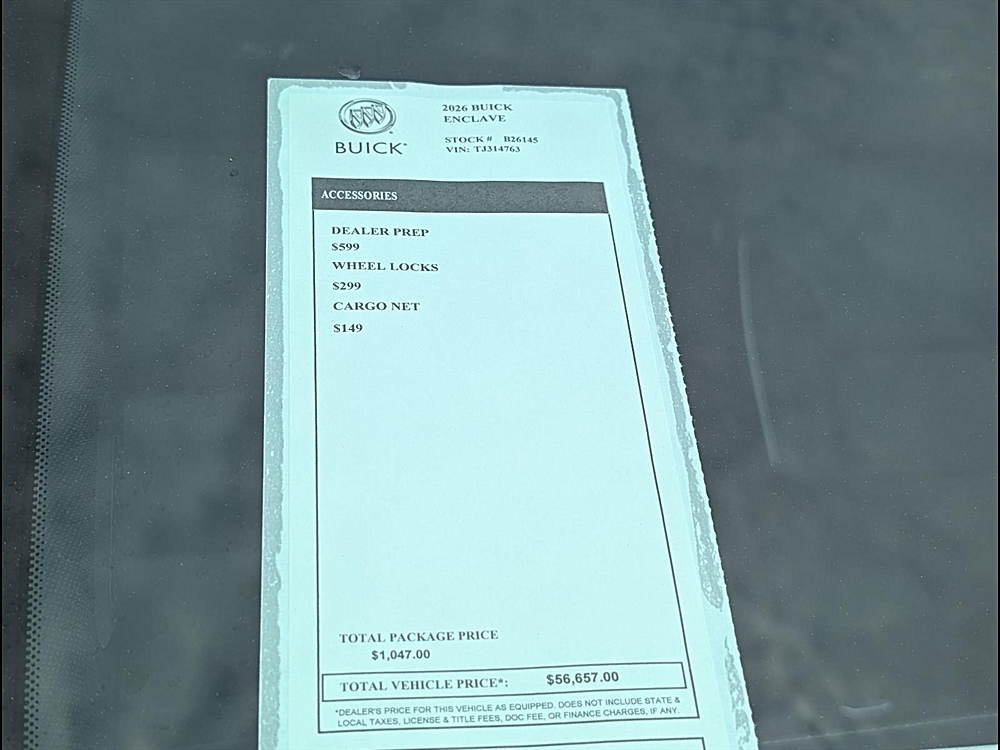 BUICK
2026 BUICK
ENCLAVE
STOCK # B26145
VIN: TJ314763
ACCESSORIES
DEALER PREP
$599
WHEEL LOCKS
$299
CARGO NET
$149
TOTAL PACKAGE PRICE
$1,047.00
TOTAL VEHICLE PRICE*: $56,657.00
*DEALER'S PRICE FOR THIS VEHICLE AS EQUIPPED. DOES NOT INCLUDE STATE &
LOCAL TAXES, LICENSE & TITLE FEES, DOC FEE, OR FINANCE CHARGES, IF ANY.